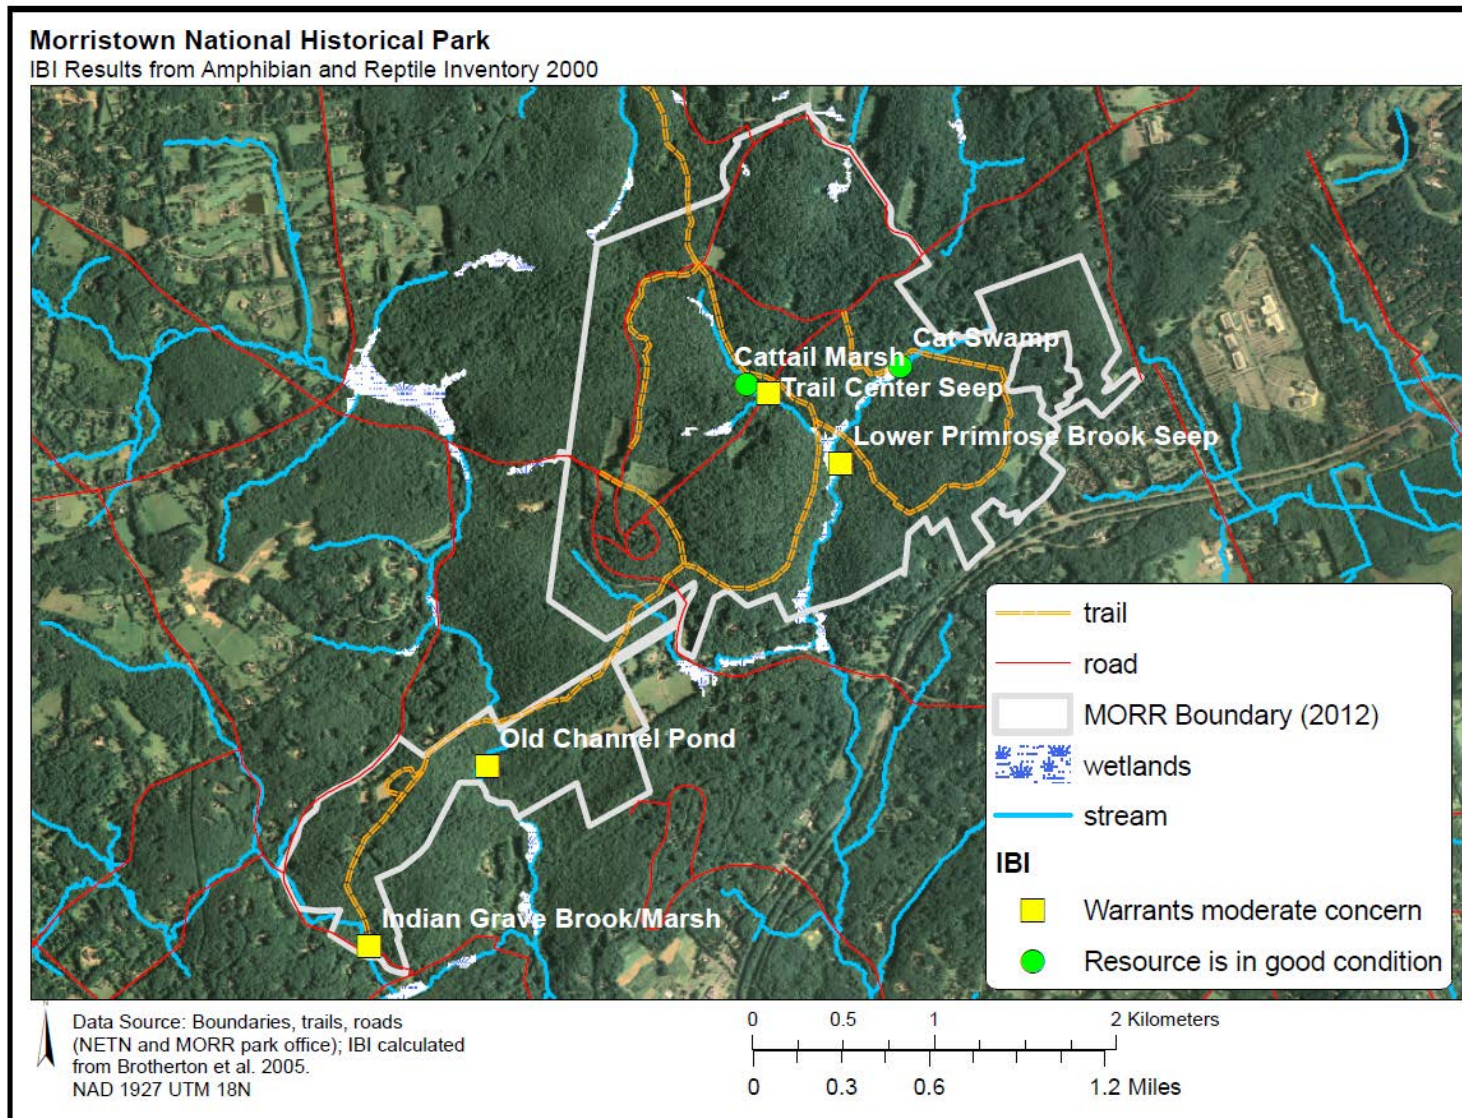 Morristown National Historical Park
IBI Results from Amphibian and Reptile Inventory 2000
Cat Swamp
Cattail Marsh
Trail Center Seep
Lower Primrose Brook Seep
Old Channel Pond
Indian Grave Brook/Marsh
trail
road
MORR Boundary (2012)
wetlands
stream
IBI
Warrants moderate concern
Resource is in good condition
N
Data Source: Boundaries, trails, roads
(NETN and MORR park office); IBI calculated
from Brotherton et al. 2005.
NAD 1927 UTM 18N
0 0.5 1 2 Kilometers
0 0.3 0.6 1.2 Miles